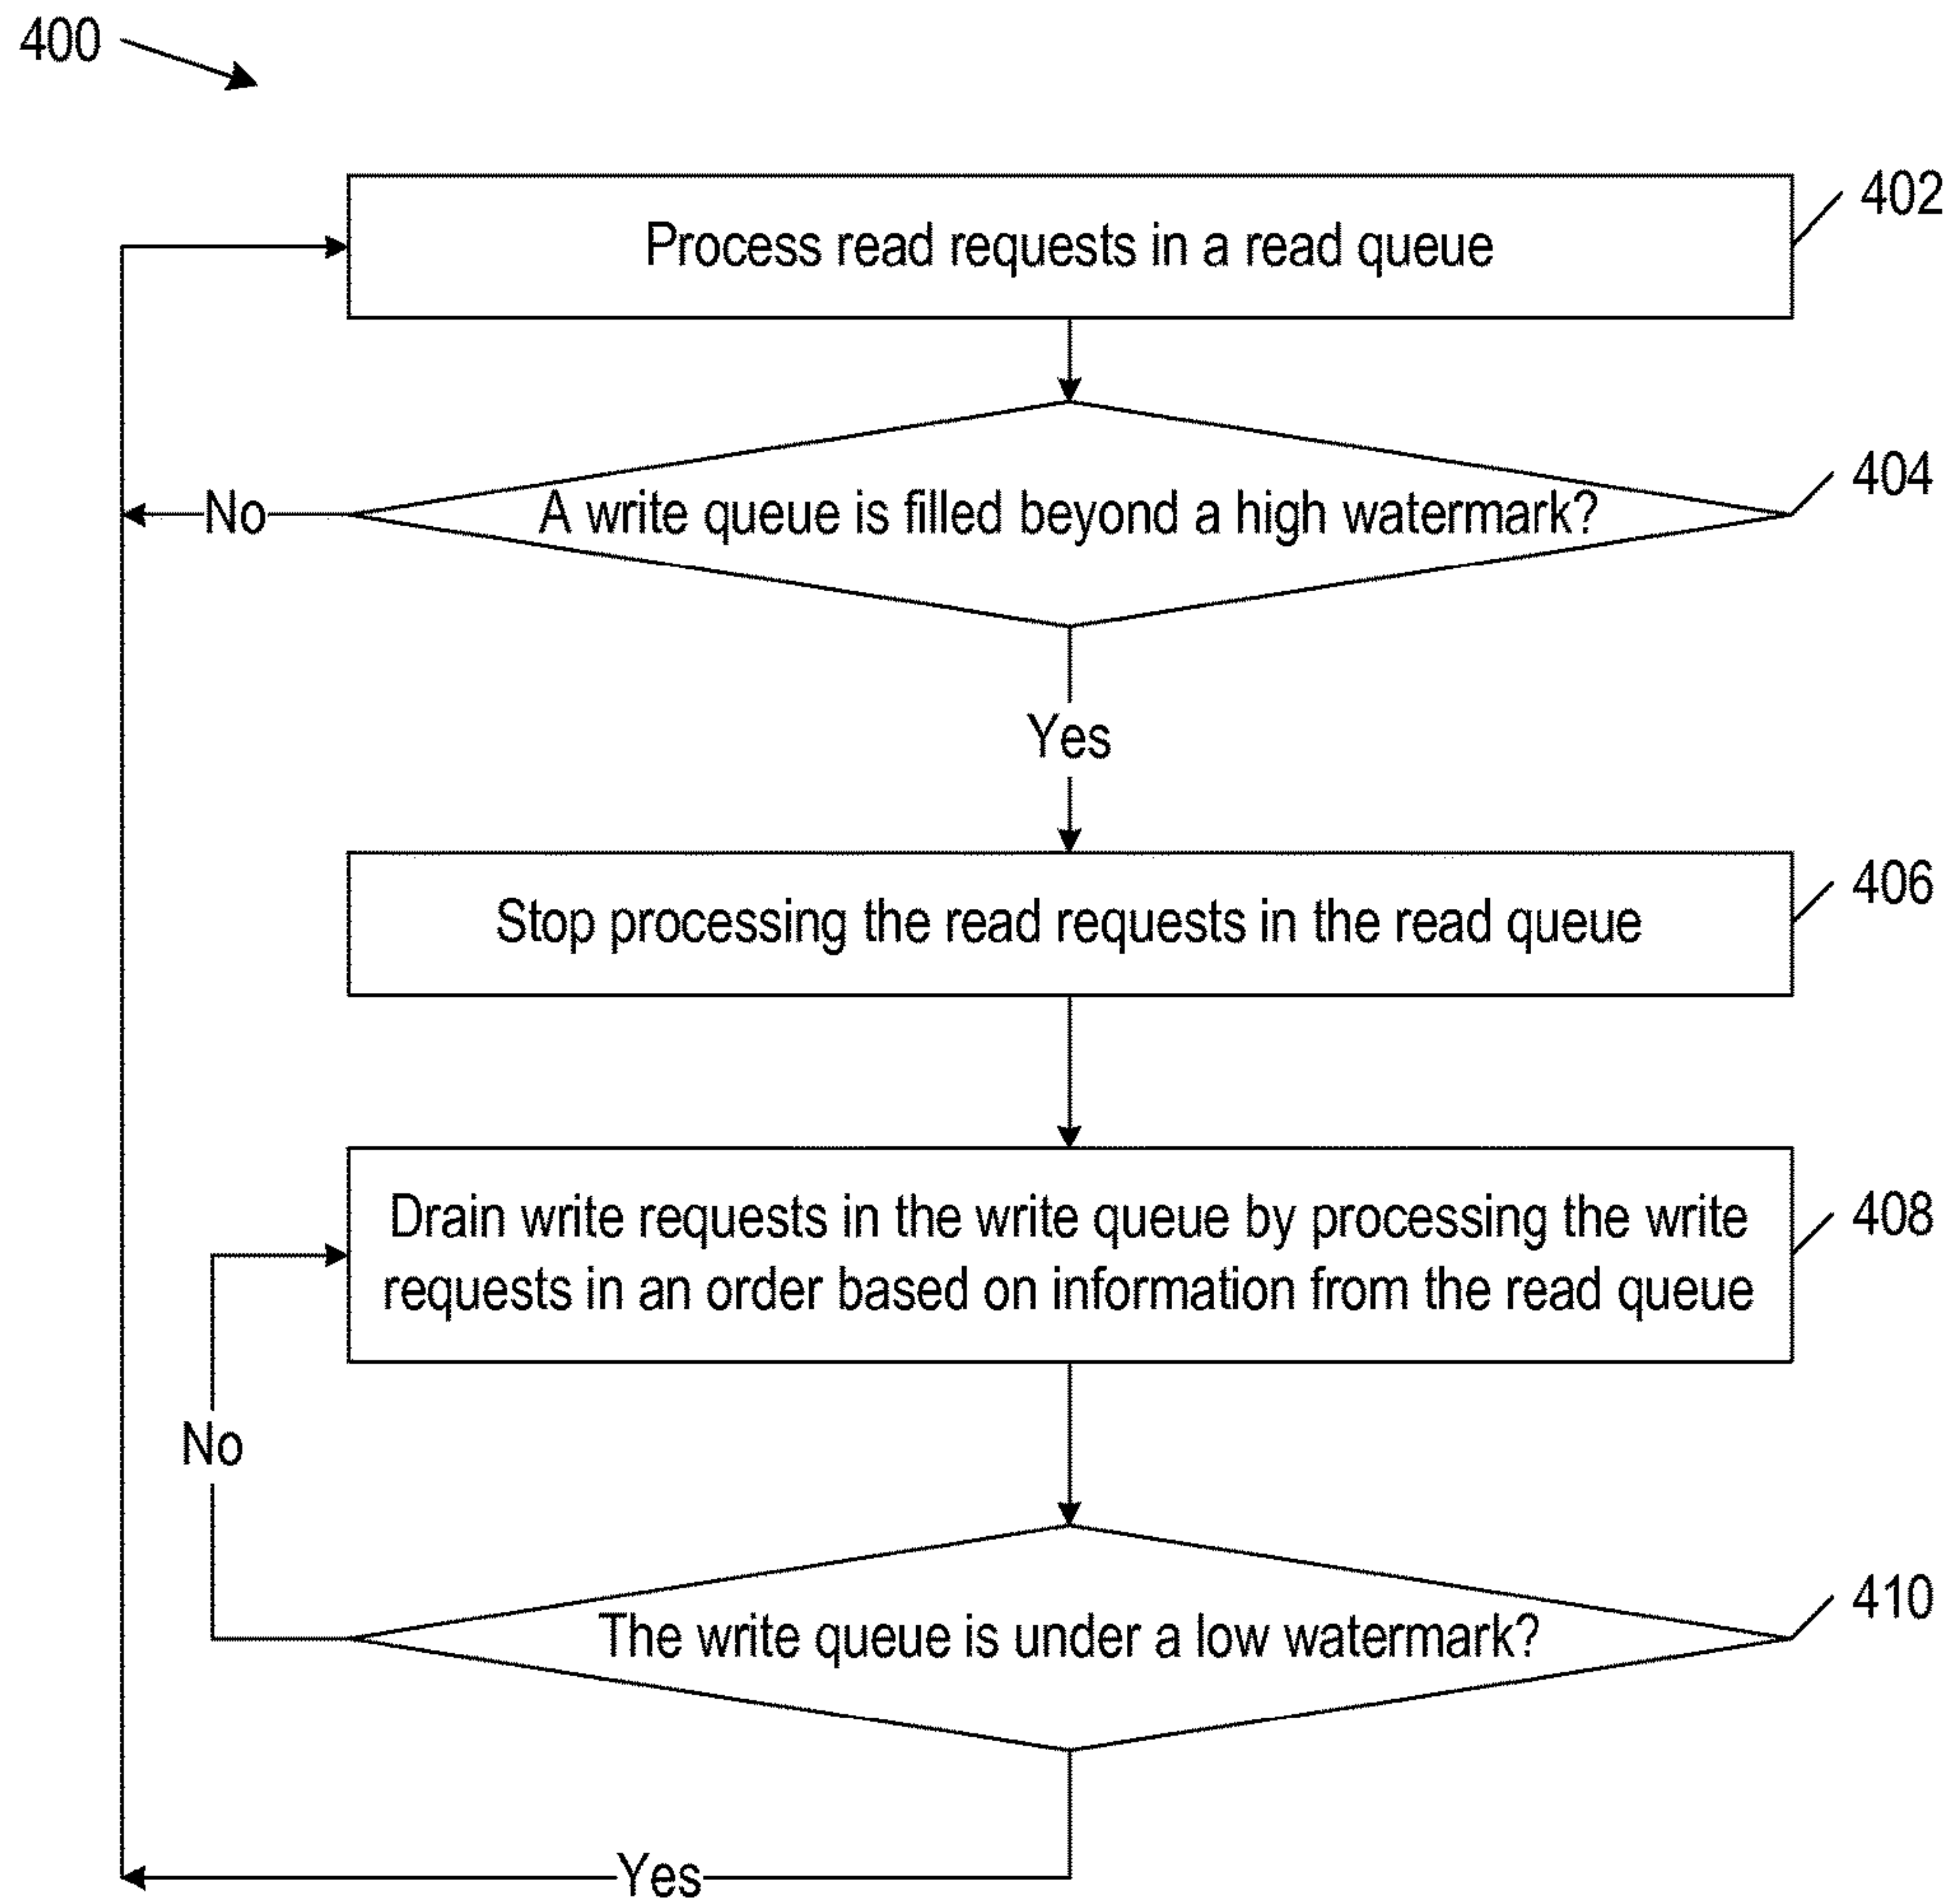 400
Process read requests in a read queue
402
A write queue is filled beyond a high watermark?
404
No
Yes
Stop processing the read requests in the read queue
406
Drain write requests in the write queue by processing the write
requests in an order based on information from the read queue
408
No
The write queue is under a low watermark?
410
Yes